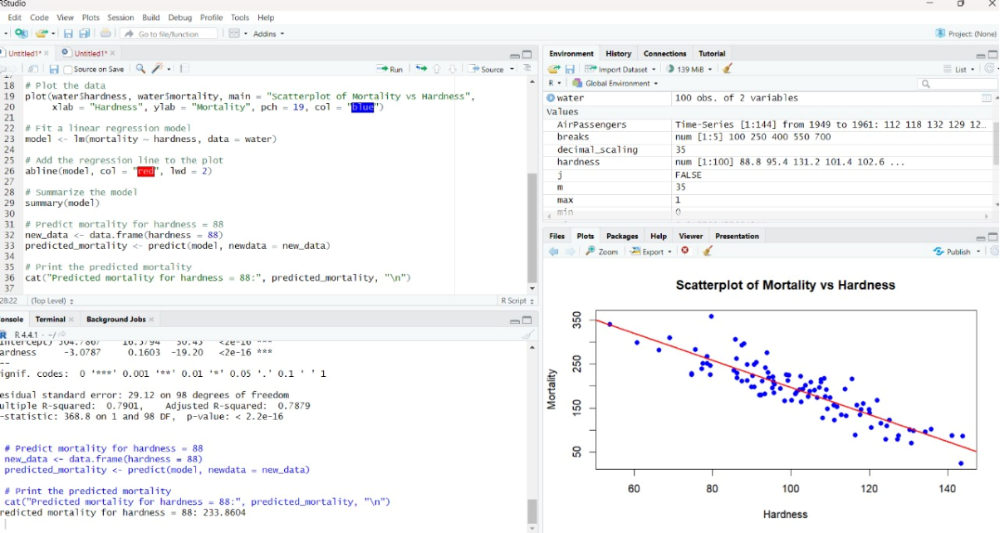 RStudio
Edit Code View Plots Session Build Debug Profile Tools Help
Go to file/function Addins Project: (None)
Untitled1* Untitled1*
Source on Save Run Source
18 # Plot the data
19 plot(water$hardness, water$mortality, main = "Scatterplot of Mortality vs Hardness",
20 xlab = "Hardness", ylab = "Mortality", pch = 19, col = "blue")
21
22 # Fit a linear regression model
23 model <- lm(mortality ~ hardness, data = water)
24
25 # Add the regression line to the plot
26 abline(model, col = "red", lwd = 2)
27
28 # Summarize the model
29 summary(model)
30
31 # Predict mortality for hardness = 88
32 new_data <- data.frame(hardness = 88)
33 predicted_mortality <- predict(model, newdata = new_data)
34
35 # Print the predicted mortality
36 cat("Predicted mortality for hardness = 88:", predicted_mortality, "\n")
37
28:22 (Top Level) R Script
onsole Terminal Background Jobs
R 4.4.1 · ~/
ntercept) 504.7867 16.5794 30.45 <2e-16 ***
ardness -3.0787 0.1603 -19.20 <2e-16 ***
--
ignif. codes: 0 '***' 0.001 '**' 0.01 '*' 0.05 '.' 0.1 ' ' 1
esidual standard error: 29.12 on 98 degrees of freedom
ultiple R-squared: 0.7901, Adjusted R-squared: 0.7879
-statistic: 368.8 on 1 and 98 DF, p-value: < 2.2e-16
# Predict mortality for hardness = 88
new_data <- data.frame(hardness = 88)
predicted_mortality <- predict(model, newdata = new_data)
# Print the predicted mortality
cat("Predicted mortality for hardness = 88:", predicted_mortality, "\n")
redicted mortality for hardness = 88: 233.8604
Environment History Connections Tutorial
Import Dataset 139 MiB List
R Global Environment
water 100 obs. of 2 variables
Values
AirPassengers Time-Series [1:144] from 1949 to 1961: 112 118 132 129 12…
breaks num [1:5] 100 250 400 550 700
decimal_scaling 35
hardness num [1:100] 88.8 95.4 131.2 101.4 102.6 ...
j FALSE
m 35
max 1
min 0
Files Plots Packages Help Viewer Presentation
Zoom Export Publish
Scatterplot of Mortality vs Hardness
350
250
150
50
Mortality
60 80 100 120 140
Hardness